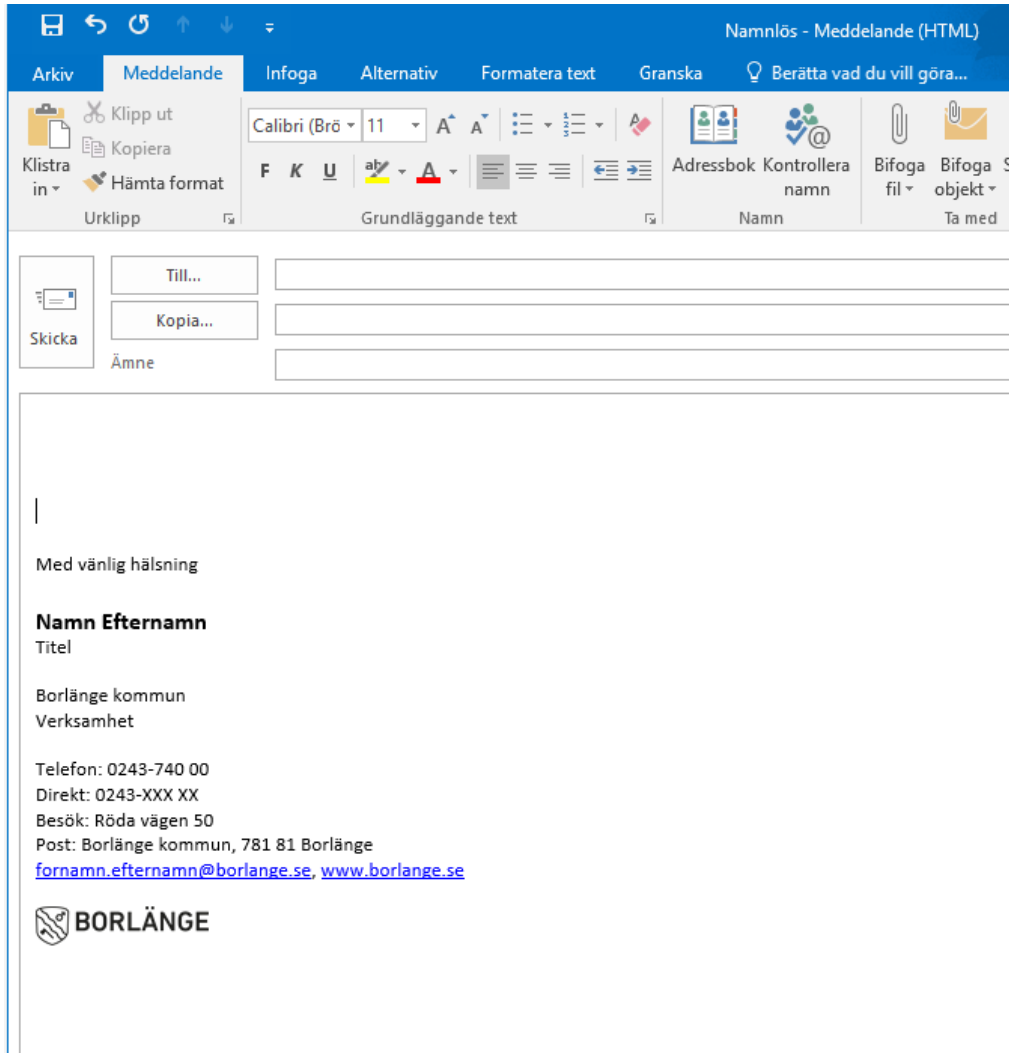 Namnlös - Meddelande (HTML)
Arkiv Meddelande Infoga Alternativ Formatera text Granska Berätta vad du vill göra...
Klistra in
Klipp ut
Kopiera
Hämta format
Urklipp
Calibri (Brö 11 A A
F K U aby A
Grundläggande text
Adressbok Kontrollera namn
Namn
Bifoga fil Bifoga objekt S
Ta med
Skicka
Till...
Kopia...
Ämne
Med vänlig hälsning
Namn Efternamn
Titel
Borlänge kommun
Verksamhet
Telefon: 0243-740 00
Direkt: 0243-XXX XX
Besök: Röda vägen 50
Post: Borlänge kommun, 781 81 Borlänge
fornamn.efternamn@borlange.se, www.borlange.se
BORLÄNGE